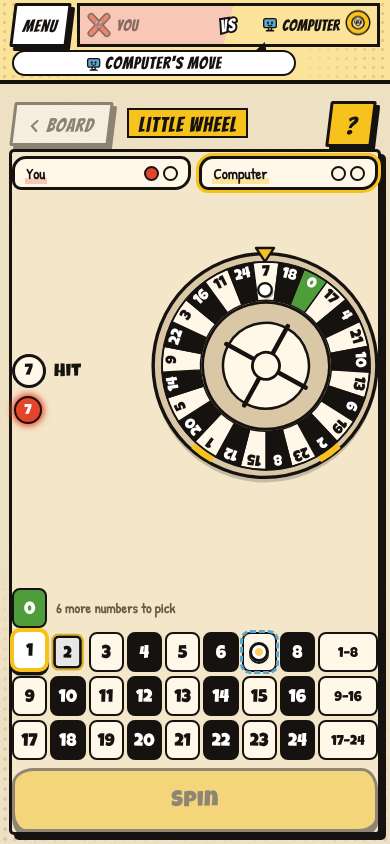 MENU YOU VS COMPUTER
COMPUTER'S MOVE
BOARD LITTLE WHEEL ?
You Computer
7 18 0 17 4 21 10 13 6 19 2 23 8 15 12 1 20 5 14 9 22 3 16 11 24
7 HIT
7
0 6 more numbers to pick
1 2 3 4 5 6 8 1-8
9 10 11 12 13 14 15 16 9-16
17 18 19 20 21 22 23 24 17-24
SPIN